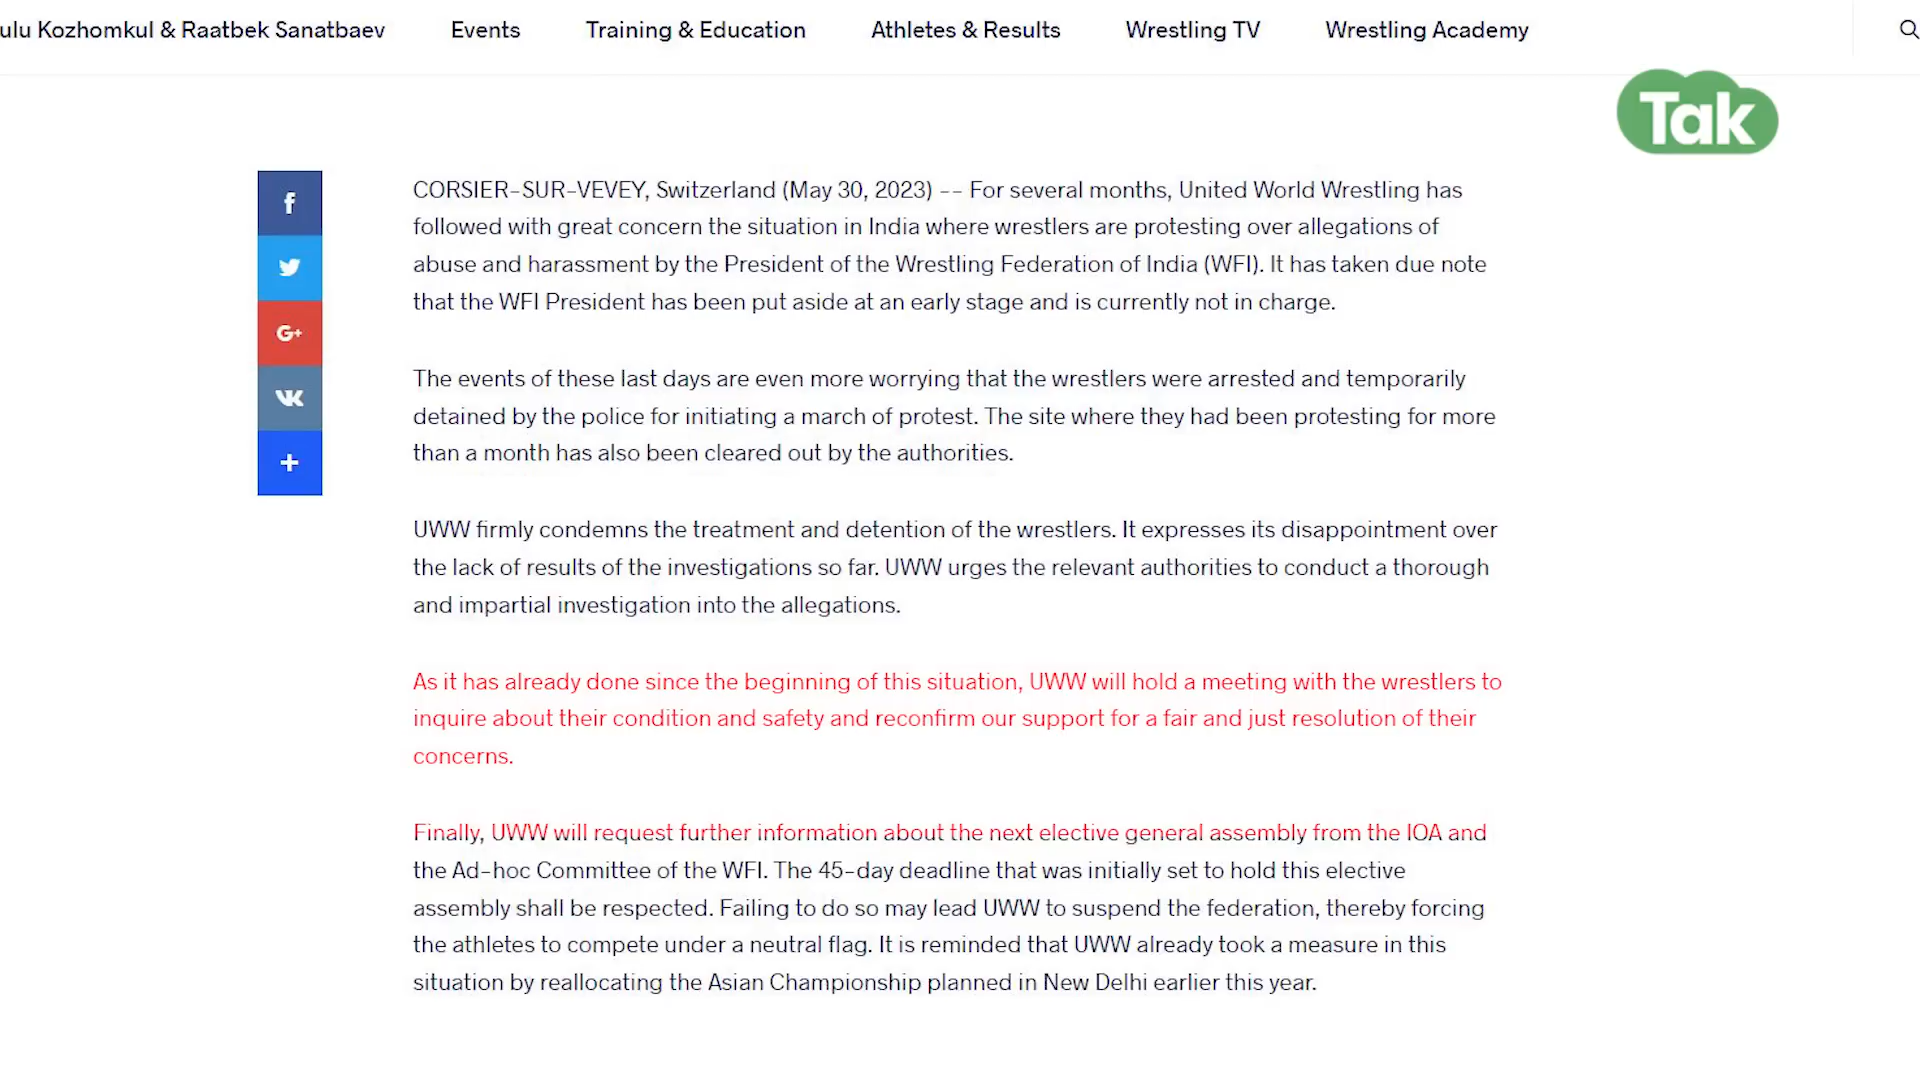 ulu Kozhomkul & Raatbek Sanatbaev Events Training & Education Athletes & Results Wrestling TV Wrestling Academy
Tak
f
G+
CORSIER-SUR-VEVEY, Switzerland (May 30, 2023) -- For several months, United World Wrestling has
followed with great concern the situation in India where wrestlers are protesting over allegations of
abuse and harassment by the President of the Wrestling Federation of India (WFI). It has taken due note
that the WFI President has been put aside at an early stage and is currently not in charge.
The events of these last days are even more worrying that the wrestlers were arrested and temporarily
detained by the police for initiating a march of protest. The site where they had been protesting for more
than a month has also been cleared out by the authorities.
UWW firmly condemns the treatment and detention of the wrestlers. It expresses its disappointment over
the lack of results of the investigations so far. UWW urges the relevant authorities to conduct a thorough
and impartial investigation into the allegations.
As it has already done since the beginning of this situation, UWW will hold a meeting with the wrestlers to
inquire about their condition and safety and reconfirm our support for a fair and just resolution of their
concerns.
Finally, UWW will request further information about the next elective general assembly from the IOA and
the Ad-hoc Committee of the WFI. The 45-day deadline that was initially set to hold this elective
assembly shall be respected. Failing to do so may lead UWW to suspend the federation, thereby forcing
the athletes to compete under a neutral flag. It is reminded that UWW already took a measure in this
situation by reallocating the Asian Championship planned in New Delhi earlier this year.